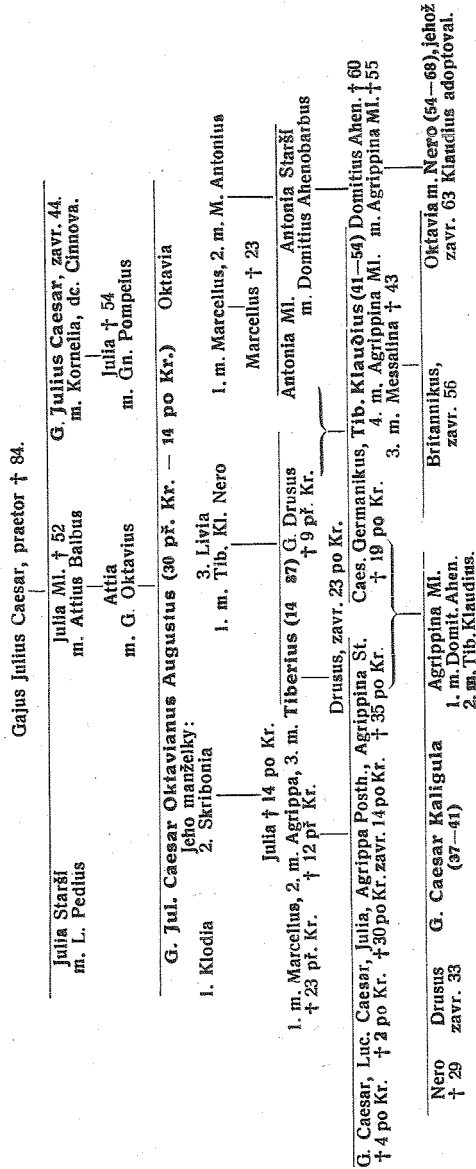 Gajus Julius Caesar, praetor † 84.
Julia Starší
m. L. Pedius
Julia Ml. † 52
m. Attius Balbus
G. Julius Caesar, zavr. 44.
m. Kornelia, dc. Cinnova.
Attia
m. G. Oktavius
Julia † 54
m. Gn. Pompeius
G. Jul. Caesar Oktavianus Augustus (30 př. Kr. — 14 po Kr.)
Oktavia
Jeho manželky:
1. Klodia
2. Skribonia
3. Livia
1. m. Tib. Kl. Nero
1. m. Marcellus, 2. m. M. Antonius
Marcellus † 23
Julia † 14 po Kr.
1. m. Marcellus, 2. m. Agrippa, 3. m. Tiberius (14 37) G. Drusus
† 23 př. Kr. † 12 př. Kr. † 9 př. Kr.
Antonia Ml. Antonia Starší
m. Domitius Ahenobarbus
Drusus, zavr. 23 po Kr.
G. Caesar, Luc. Caesar, Julia, Agrippa Posth., Agrippina St.
† 4 po Kr. † 2 po Kr. †30 po Kr. zavr. 14 po Kr. † 35 po Kr.
Caes. Germanikus, Tib. Klaudius (41—54) Domitius Ahen. † 60
† 19 po Kr. 4. m. Agrippina Ml. m. Agrippina Ml. † 55
3. m. Messalina † 43
Nero
† 29
Drusus
zavr. 33
G. Caesar Kaligula
(37—41)
Agrippina Ml.
1. m. Domit. Ahen.
2. m. Tib. Klaudius.
Britannikus,
zavr. 56
Oktavia m. Nero (54—68), jehož
zavr. 63 Klaudius adoptoval.